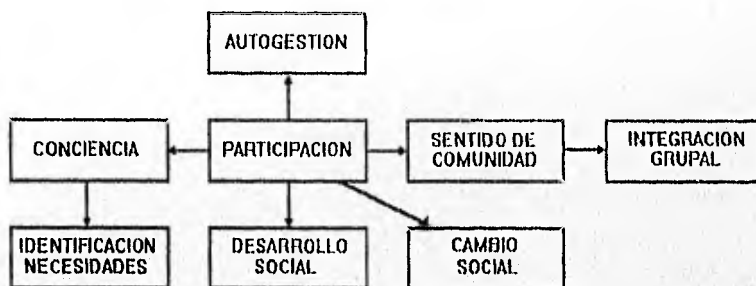 AUTOGESTION
CONCIENCIA
PARTICIPACION
SENTIDO DE
COMUNIDAD
INTEGRACION
GRUPAL
IDENTIFICACION
NECESIDADES
DESARROLLO
SOCIAL
CAMBIO
SOCIAL